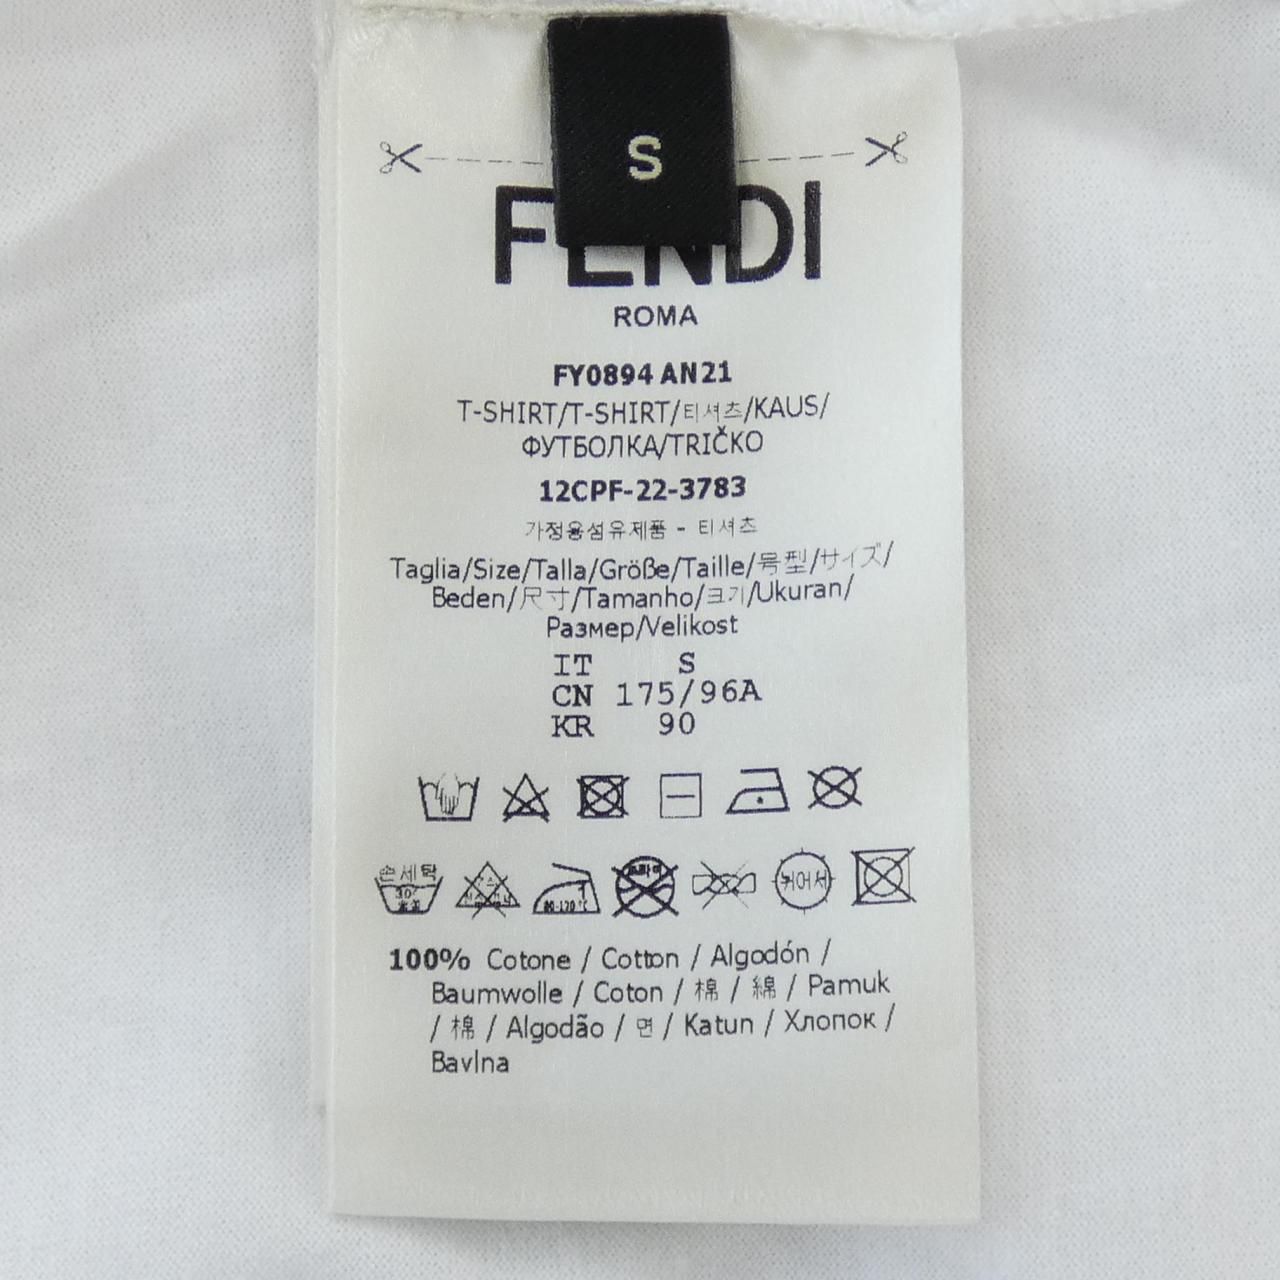 S
FENDI
ROMA
FY0894 AN21
T-SHIRT/T-SHIRT/티셔츠/KAUS/
ФУТБОЛКА/TRIČKO
12CPF-22-3783
가정용섬유제품 - 티셔츠
Taglia/Size/Talla/Größe/Taille/号型/サイズ/
Beden/尺寸/Tamanho/크기/Ukuran/
Размер/Velikost
IT S
CN 175/96A
KR 90
손세탁
30°
80-120℃
100% Cotone / Cotton / Algodón /
Baumwolle / Coton / 棉 / 綿 / Pamuk
/ 棉 / Algodão / 면 / Katun / Хлопок /
Bavlna